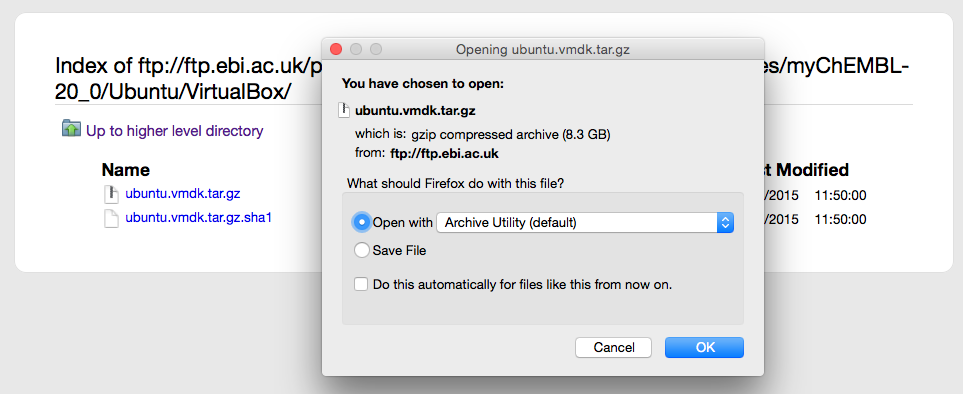 Opening ubuntu.vmdk.tar.gz
Index of ftp://ftp.ebi.ac.uk/p es/myChEMBL-
20_0/Ubuntu/VirtualBox/
You have chosen to open:
ubuntu.vmdk.tar.gz
which is: gzip compressed archive (8.3 GB)
from: ftp://ftp.ebi.ac.uk
Up to higher level directory
Name t Modified
What should Firefox do with this file?
ubuntu.vmdk.tar.gz /2015 11:50:00
ubuntu.vmdk.tar.gz.sha1 /2015 11:50:00
Open with Archive Utility (default)
Save File
Do this automatically for files like this from now on.
Cancel OK